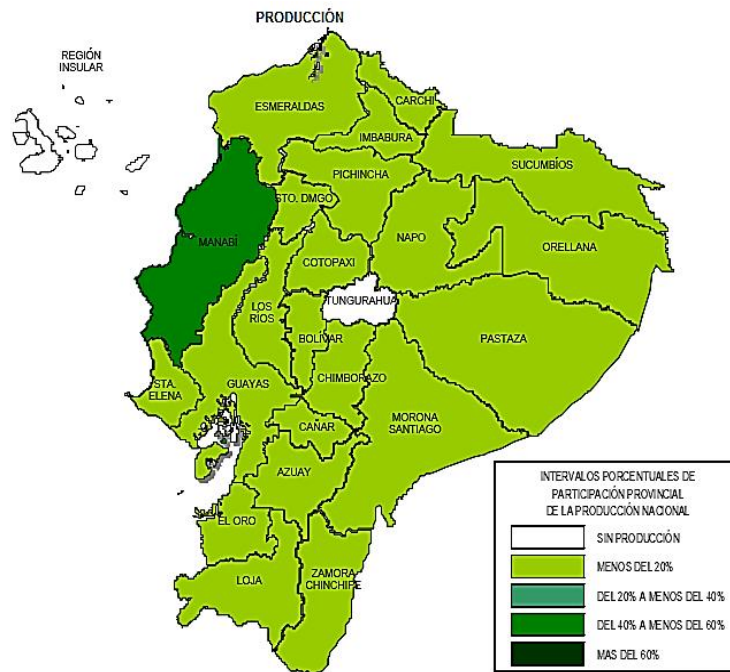 PRODUCCIÓN
REGIÓN
INSULAR
ESMERALDAS
CARCHI
IMBABURA
SUCUMBÍOS
PICHINCHA
STO. DMGO
MANABÍ
NAPO
ORELLANA
COTOPAXI
TUNGURAHUA
LOS
RIOS
BOLÍVAR
PASTAZA
CHIMBORAZO
STA.
ELENA
GUAYAS
MORONA
SANTIAGO
CAÑAR
AZUAY
EL ORO
LOJA
ZAMORA
CHINCHIPE
INTERVALOS PORCENTUALES DE
PARTICIPACIÓN PROVINCIAL
DE LA PRODUCCIÓN NACIONAL
SIN PRODUCCIÓN
MENOS DEL 20%
DEL 20% A MENOS DEL 40%
DEL 40% A MENOS DEL 60%
MAS DEL 60%